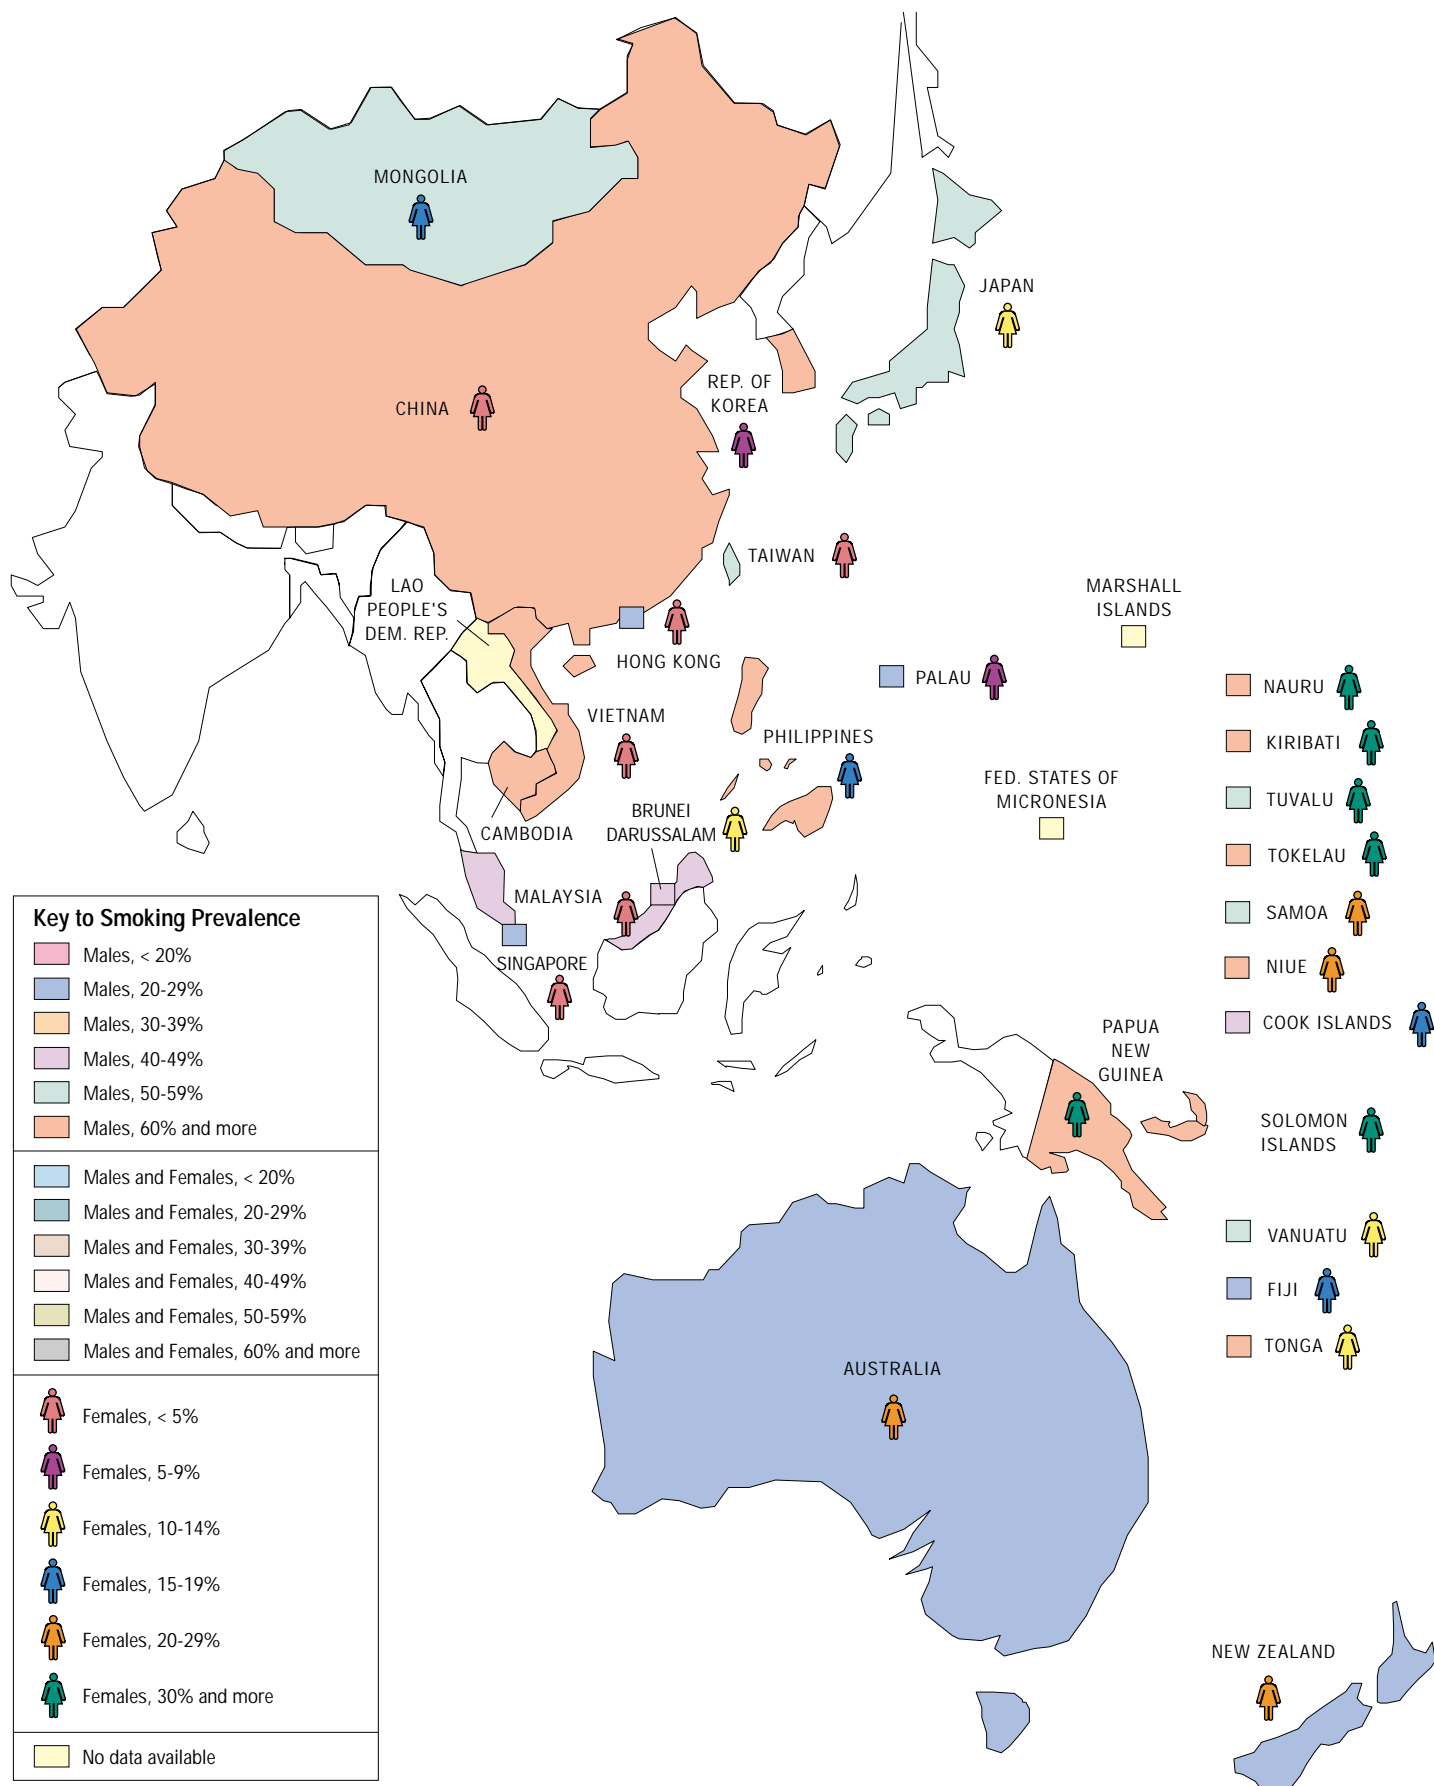 MONGOLIA
JAPAN
CHINA
REP. OF
KOREA
TAIWAN
LAO
PEOPLE'S
DEM. REP.
MARSHALL
ISLANDS
HONG KONG
PALAU
NAURU
VIETNAM
PHILIPPINES
KIRIBATI
FED. STATES OF
MICRONESIA
TUVALU
BRUNEI
DARUSSALAM
CAMBODIA
TOKELAU
MALAYSIA
SAMOA
SINGAPORE
NIUE
COOK ISLANDS
PAPUA
NEW
GUINEA
SOLOMON
ISLANDS
VANUATU
FIJI
TONGA
AUSTRALIA
NEW ZEALAND
Key to Smoking Prevalence
Males, < 20%
Males, 20-29%
Males, 30-39%
Males, 40-49%
Males, 50-59%
Males, 60% and more
Males and Females, < 20%
Males and Females, 20-29%
Males and Females, 30-39%
Males and Females, 40-49%
Males and Females, 50-59%
Males and Females, 60% and more
Females, < 5%
Females, 5-9%
Females, 10-14%
Females, 15-19%
Females, 20-29%
Females, 30% and more
No data available